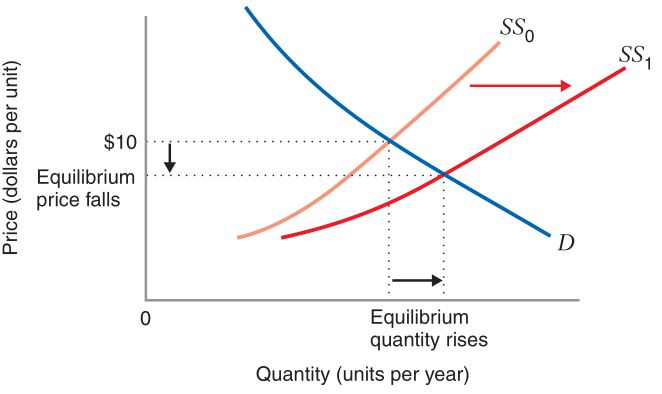 SS0
SS1
Price (dollars per unit)
$10
Equilibrium
price falls
D
0
Equilibrium
quantity rises
Quantity (units per year)